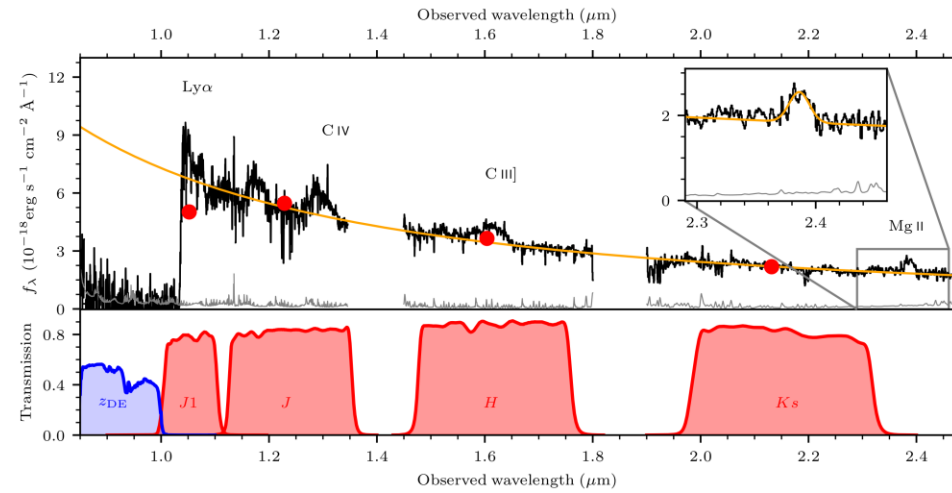 Observed wavelength (μm)
1.0 1.2 1.4 1.6 1.8 2.0 2.2 2.4
12
9
6
3
0
f_λ (10⁻¹⁸erg s⁻¹ cm⁻² Å⁻¹)
Lyα
C IV
C III]
Mg II
2
0
2.3 2.4
0.8
0.4
0.0
Transmission
z_DE J1 J H Ks
1.0 1.2 1.4 1.6 1.8 2.0 2.2 2.4
Observed wavelength (μm)